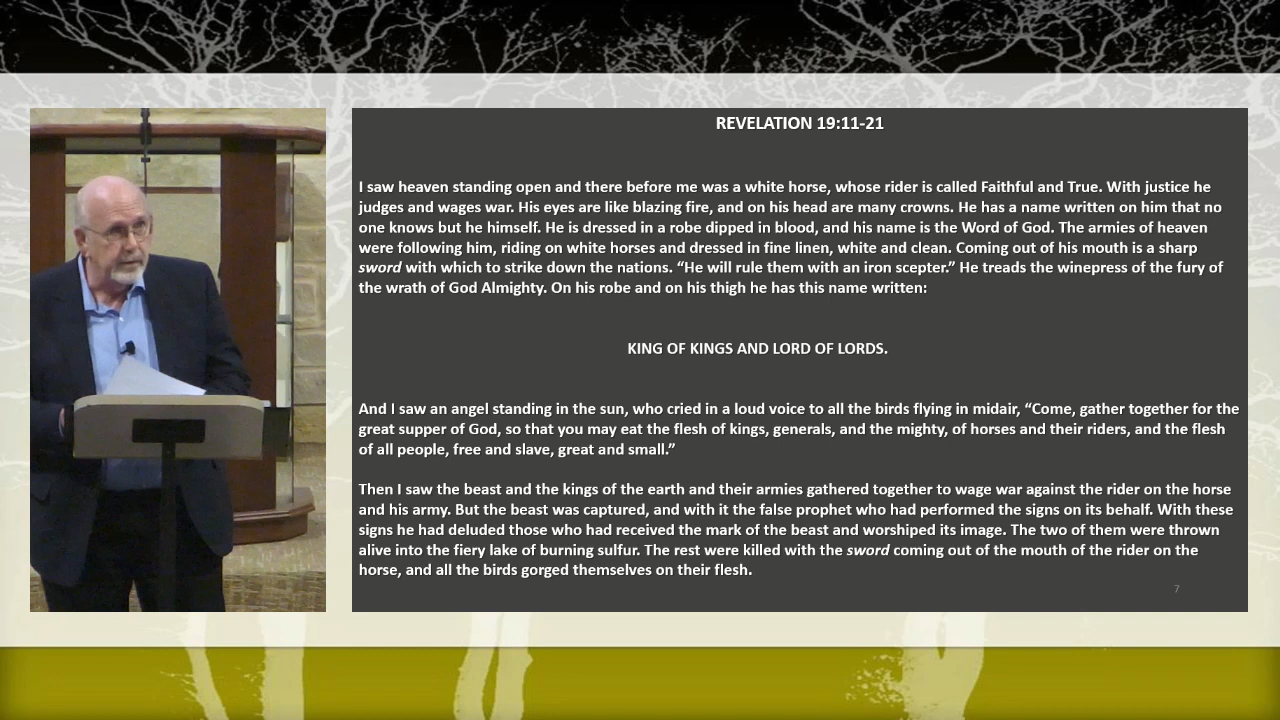 REVELATION 19:11-21
I saw heaven standing open and there before me was a white horse, whose rider is called Faithful and True. With justice he
judges and wages war. His eyes are like blazing fire, and on his head are many crowns. He has a name written on him that no
one knows but he himself. He is dressed in a robe dipped in blood, and his name is the Word of God. The armies of heaven
were following him, riding on white horses and dressed in fine linen, white and clean. Coming out of his mouth is a sharp
sword with which to strike down the nations. “He will rule them with an iron scepter.” He treads the winepress of the fury of
the wrath of God Almighty. On his robe and on his thigh he has this name written:
KING OF KINGS AND LORD OF LORDS.
And I saw an angel standing in the sun, who cried in a loud voice to all the birds flying in midair, “Come, gather together for the
great supper of God, so that you may eat the flesh of kings, generals, and the mighty, of horses and their riders, and the flesh
of all people, free and slave, great and small.”
Then I saw the beast and the kings of the earth and their armies gathered together to wage war against the rider on the horse
and his army. But the beast was captured, and with it the false prophet who had performed the signs on its behalf. With these
signs he had deluded those who had received the mark of the beast and worshiped its image. The two of them were thrown
alive into the fiery lake of burning sulfur. The rest were killed with the sword coming out of the mouth of the rider on the
horse, and all the birds gorged themselves on their flesh.
7